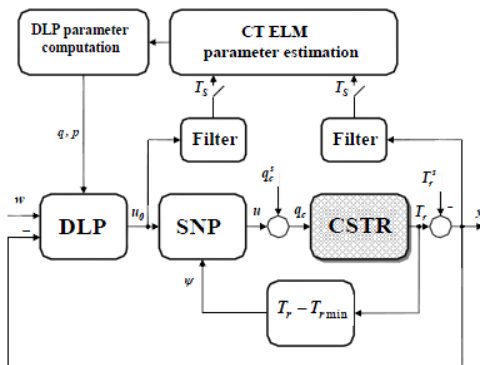 DLP parameter
computation
CT ELM
parameter estimation
T_S
T_S
Filter
Filter
q, p
q_c^s
T_r^s
w
DLP
u_0
SNP
u
q_c
CSTR
T_r
−
y
−
ψ
T_r − T_r min